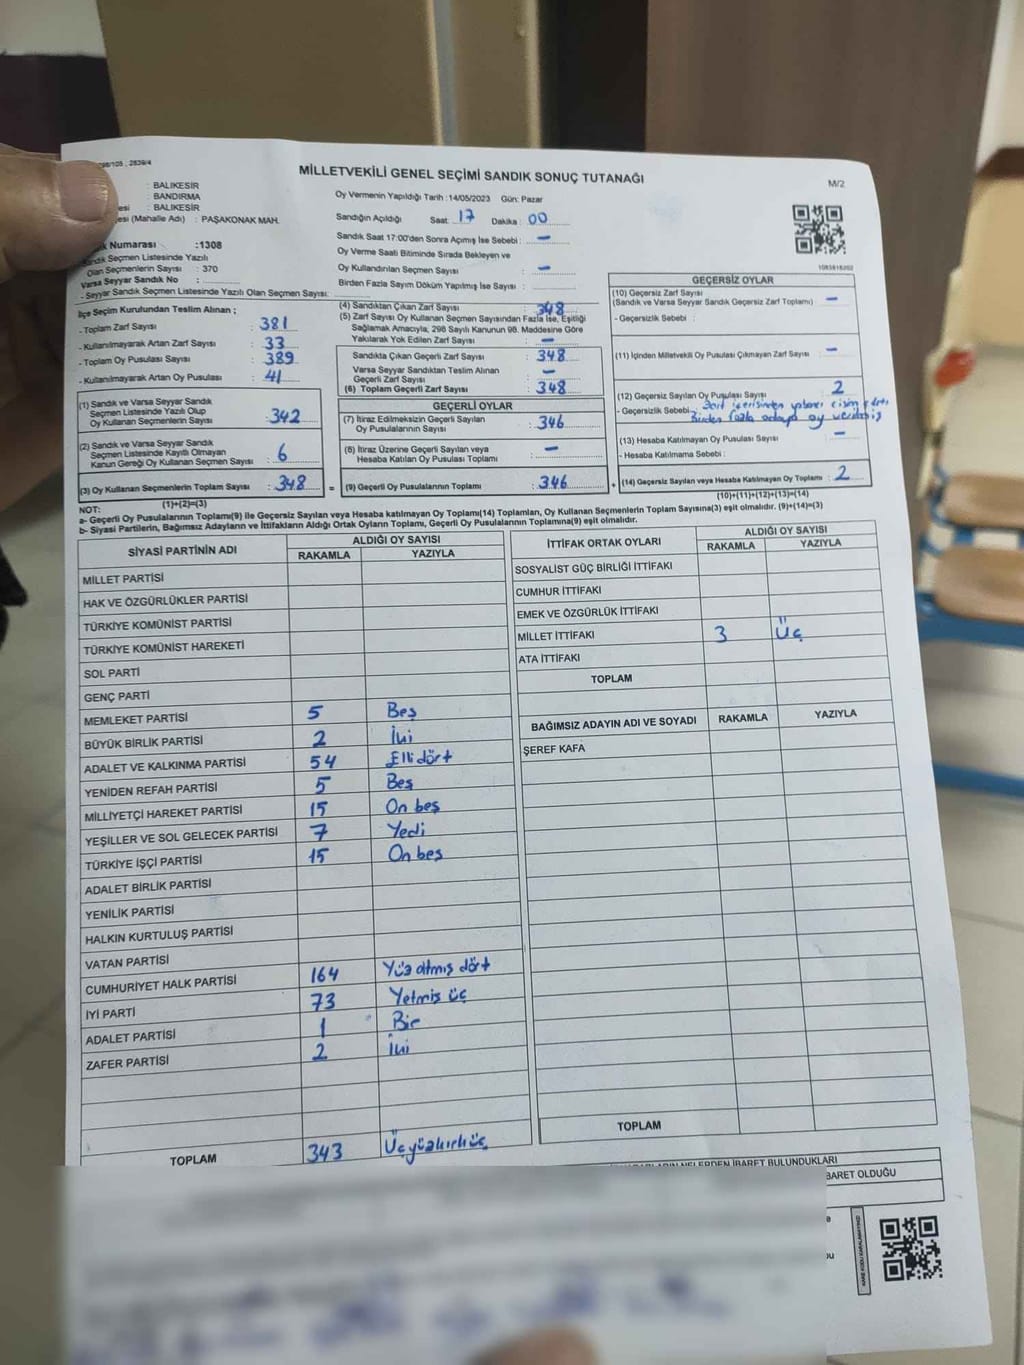 2839/4
MİLLETVEKİLİ GENEL SEÇİMİ SANDIK SONUÇ TUTANAĞI
M/2
: BALIKESİR
: BANDIRMA
: BALIKESİR
(Mahalle Adı) : PAŞAKONAK MAH.
Numarası :1308
Sandık Seçmen Listesinde Yazılı
Olan Seçmenlerin Sayısı : 370
Varsa Seyyar Sandık No :
- Seyyar Sandık Seçmen Listesinde Yazılı Olan Seçmen Sayısı:
Oy Vermenin Yapıldığı Tarih :14/05/2023 Gün: Pazar
Sandığın Açıldığı Saat: 17 Dakika : 00
Sandık Saat 17:00'den Sonra Açılmış İse Sebebi : –
Oy Verme Saati Bitiminde Sırada Bekleyen ve
Oy Kullandırılan Seçmen Sayısı : –
Birden Fazla Sayım Döküm Yapılmış İse Sayısı :
1085818202
İlçe Seçim Kurulundan Teslim Alınan ;
- Toplam Zarf Sayısı : 381
- Kullanılmayarak Artan Zarf Sayısı : 33
- Toplam Oy Pusulası Sayısı : 389
- Kullanılmayarak Artan Oy Pusulası : 41
(1) Sandık ve Varsa Seyyar Sandık
Seçmen Listesinde Yazılı Olup
Oy Kullanan Seçmenlerin Sayısı : 342
(2) Sandık ve Varsa Seyyar Sandık
Seçmen Listesinde Kayıtlı Olmayan
Kanun Gereği Oy Kullanan Seçmen Sayısı : 6
(3) Oy Kullanan Seçmenlerin Toplam Sayısı : 348
(1)+(2)=(3)
(4) Sandıktan Çıkan Zarf Sayısı : 348
(5) Zarf Sayısı Oy Kullanan Seçmen Sayısından Fazla İse, Eşitliği
Sağlamak Amacıyla, 298 Sayılı Kanunun 98. Maddesine Göre
Yakılarak Yok Edilen Zarf Sayısı : –
Sandıkta Çıkan Geçerli Zarf Sayısı : 348
Varsa Seyyar Sandıktan Teslim Alınan
Geçerli Zarf Sayısı : –
(6) Toplam Geçerli Zarf Sayısı : 348
GEÇERLİ OYLAR
(7) İtiraz Edilmeksizin Geçerli Sayılan
Oy Pusulalarının Sayısı : 346
(8) İtiraz Üzerine Geçerli Sayılan veya
Hesaba Katılan Oy Pusulası Toplamı : –
= (9) Geçerli Oy Pusulalarının Toplamı : 346 +
GEÇERSİZ OYLAR
(10) Geçersiz Zarf Sayısı
(Sandık ve Varsa Seyyar Sandık Geçersiz Zarf Toplamı) : –
- Geçersizlik Sebebi :
(11) İçinden Milletvekili Oy Pusulası Çıkmayan Zarf Sayısı : –
(12) Geçersiz Sayılan Oy Pusulası Sayısı : 2
- Geçersizlik Sebebi : Zarf içerisinden yabancı cisim çıktı
Birden fazla adaya oy verilmiş
(13) Hesaba Katılmayan Oy Pusulası Sayısı : –
- Hesaba Katılmama Sebebi :
(14) Geçersiz Sayılan veya Hesaba Katılmayan Oy Toplamı : 2
(10)+(11)+(12)+(13)=(14)
NOT:
a- Geçerli Oy Pusulaları Toplamı(9) ile Geçersiz Sayılan veya Hesaba Katılmayan Oy Toplamı(14) Toplamları, Oy Kullanan Seçmenlerin Toplam Sayısına(3) eşit olmalıdır. (9)+(14)=(3)
b- Siyasi Partilerin, Bağımsız Adayların ve İttifakların Aldığı Ortak Oyların Toplamı, Geçerli Oy Pusulalarının Toplamına(9) eşit olmalıdır.
SİYASİ PARTİNİN ADI
ALDIĞI OY SAYISI
RAKAMLA YAZIYLA
MİLLET PARTİSİ
HAK VE ÖZGÜRLÜKLER PARTİSİ
TÜRKİYE KOMÜNİST PARTİSİ
TÜRKİYE KOMÜNİST HAREKETİ
SOL PARTİ
GENÇ PARTİ
MEMLEKET PARTİSİ 5 Beş
BÜYÜK BİRLİK PARTİSİ 2 İki
ADALET VE KALKINMA PARTİSİ 54 Elli dört
YENİDEN REFAH PARTİSİ 5 Beş
MİLLİYETÇİ HAREKET PARTİSİ 15 On beş
YEŞİLLER VE SOL GELECEK PARTİSİ 7 Yedi
TÜRKİYE İŞÇİ PARTİSİ 15 On beş
ADALET BİRLİK PARTİSİ
YENİLİK PARTİSİ
HALKIN KURTULUŞ PARTİSİ
VATAN PARTİSİ
CUMHURİYET HALK PARTİSİ 164 Yüz atmış dört
İYİ PARTİ 73 Yetmiş üç
ADALET PARTİSİ 1 Bir
ZAFER PARTİSİ 2 İki
TOPLAM 343 Üçyüzkırküç
İTTİFAK ORTAK OYLARI
ALDIĞI OY SAYISI
RAKAMLA YAZIYLA
SOSYALİST GÜÇ BİRLİĞİ İTTİFAKI
CUMHUR İTTİFAKI
EMEK VE ÖZGÜRLÜK İTTİFAKI
MİLLET İTTİFAKI 3 Üç
ATA İTTİFAKI
TOPLAM
BAĞIMSIZ ADAYIN ADI VE SOYADI RAKAMLA YAZIYLA
ŞEREF KAFA
TOPLAM
NELERDEN İBARET BULUNDUKLARI
BARET OLDUĞU